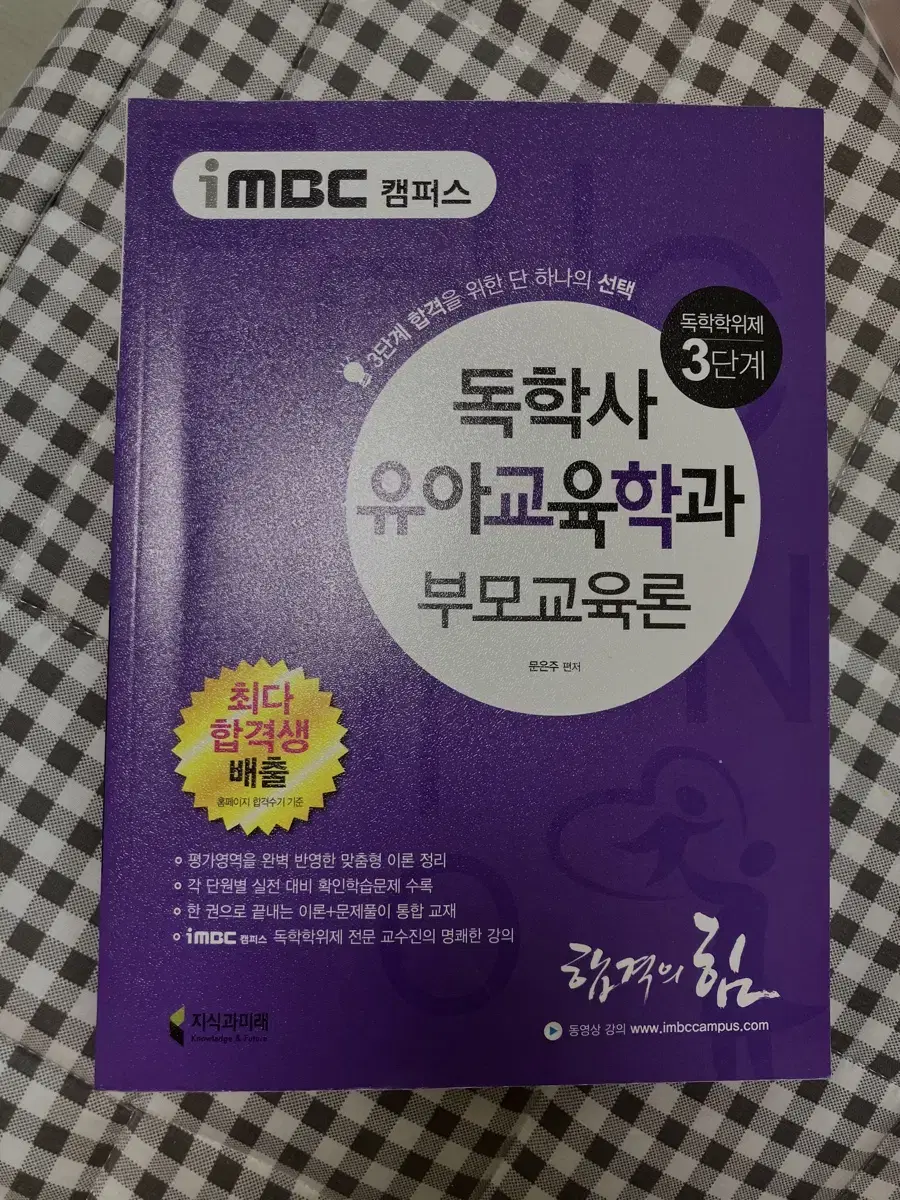 iMBC 캠퍼스
3단계 합격을 위한 단 하나의 선택
독학학위제
3단계
독학사
유아교육학과
부모교육론
문은주 편저
최다
합격생
배출
홈페이지 합격수기 기준
평가영역을 완벽 반영한 맞춤형 이론 정리
각 단원별 실전 대비 확인학습문제 수록
한 권으로 끝내는 이론+문제풀이 통합 교재
iMBC 캠퍼스 독학학위제 전문 교수진의 명쾌한 강의
합격의 힘
지식과미래
Knowledge & Future
동영상 강의 www.imbccampus.com